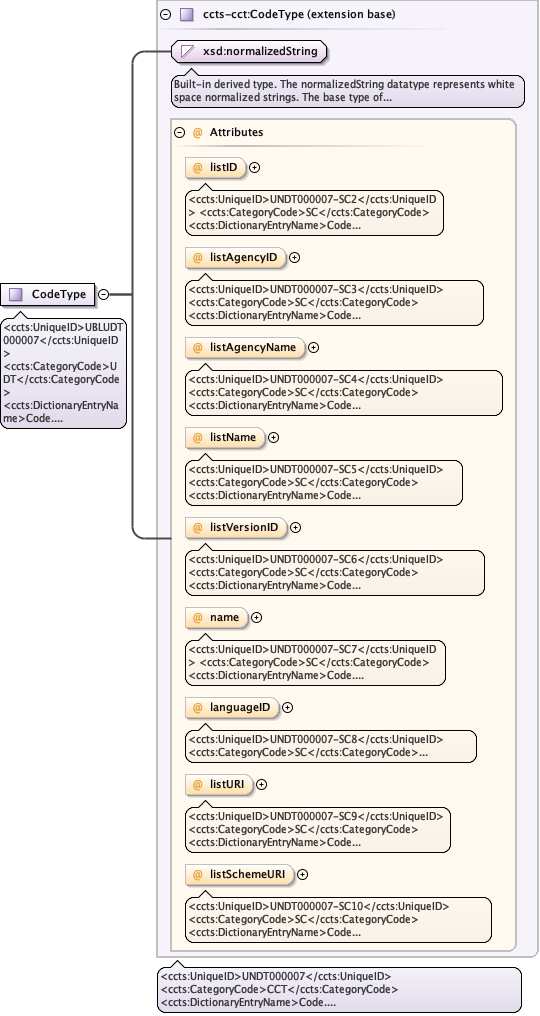 ccts-cct:CodeType (extension base)
xsd:normalizedString
Built-in derived type. The normalizedString datatype represents white
space normalized strings. The base type of...
@ Attributes
@ listID
<ccts:UniqueID>UNDT000007-SC2</ccts:UniqueID
> <ccts:CategoryCode>SC</ccts:CategoryCode>
<ccts:DictionaryEntryName>Code...
@ listAgencyID
<ccts:UniqueID>UNDT000007-SC3</ccts:UniqueID>
<ccts:CategoryCode>SC</ccts:CategoryCode>
<ccts:DictionaryEntryName>Code...
CodeType
<ccts:UniqueID>UBLUDT
000007</ccts:UniqueID
>
<ccts:CategoryCode>U
DT</ccts:CategoryCode
>
<ccts:DictionaryEntryNa
me>Code....
@ listAgencyName
<ccts:UniqueID>UNDT000007-SC4</ccts:UniqueID>
<ccts:CategoryCode>SC</ccts:CategoryCode>
<ccts:DictionaryEntryName>Code...
@ listName
<ccts:UniqueID>UNDT000007-SC5</ccts:UniqueID>
<ccts:CategoryCode>SC</ccts:CategoryCode>
<ccts:DictionaryEntryName>Code...
@ listVersionID
<ccts:UniqueID>UNDT000007-SC6</ccts:UniqueID>
<ccts:CategoryCode>SC</ccts:CategoryCode>
<ccts:DictionaryEntryName>Code...
@ name
<ccts:UniqueID>UNDT000007-SC7</ccts:UniqueID
> <ccts:CategoryCode>SC</ccts:CategoryCode>
<ccts:DictionaryEntryName>Code....
@ languageID
<ccts:UniqueID>UNDT000007-SC8</ccts:UniqueID>
<ccts:CategoryCode>SC</ccts:CategoryCode>...
@ listURI
<ccts:UniqueID>UNDT000007-SC9</ccts:UniqueID>
<ccts:CategoryCode>SC</ccts:CategoryCode>
<ccts:DictionaryEntryName>Code...
@ listSchemeURI
<ccts:UniqueID>UNDT000007-SC10</ccts:UniqueID>
<ccts:CategoryCode>SC</ccts:CategoryCode>
<ccts:DictionaryEntryName>Code...
<ccts:UniqueID>UNDT000007</ccts:UniqueID>
<ccts:CategoryCode>CCT</ccts:CategoryCode>
<ccts:DictionaryEntryName>Code....